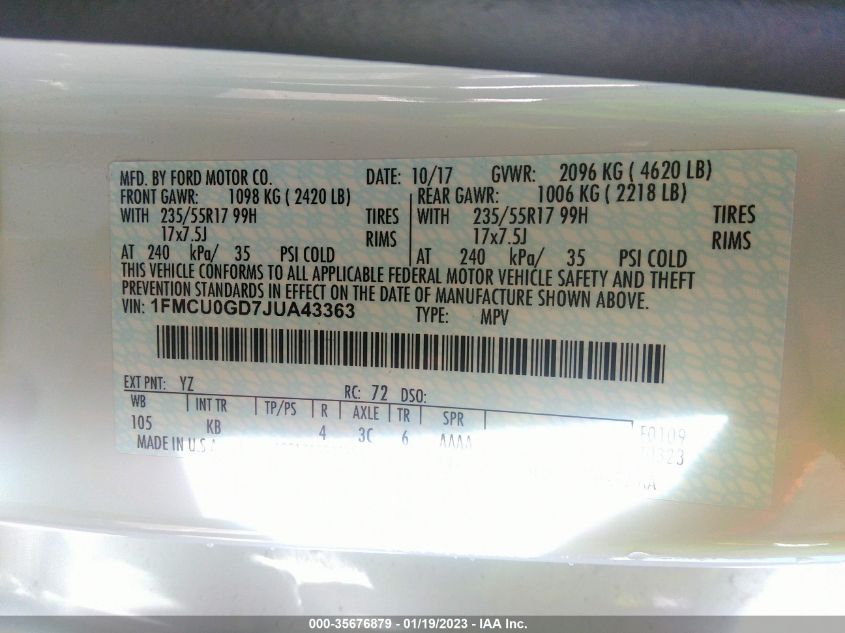 MFD. BY FORD MOTOR CO. DATE: 10/17 GVWR: 2096 KG ( 4620 LB)
FRONT GAWR: 1098 KG ( 2420 LB) REAR GAWR: 1006 KG ( 2218 LB)
WITH 235/55R17 99H TIRES WITH 235/55R17 99H TIRES
17x7.5J RIMS 17x7.5J RIMS
AT 240 kPa/ 35 PSI COLD AT 240 kPa/ 35 PSI COLD
THIS VEHICLE CONFORMS TO ALL APPLICABLE FEDERAL MOTOR VEHICLE SAFETY AND THEFT
PREVENTION STANDARDS IN EFFECT ON THE DATE OF MANUFACTURE SHOWN ABOVE.
VIN: 1FMCU0GD7JUA43363 TYPE: MPV
EXT PNT: YZ RC: 72 DSO:
WB INT TR TP/PS R AXLE TR SPR
105 KB 4 3C 6 AAAA
MADE IN U.S.A
000-35676879 - 01/19/2023 - IAA Inc.